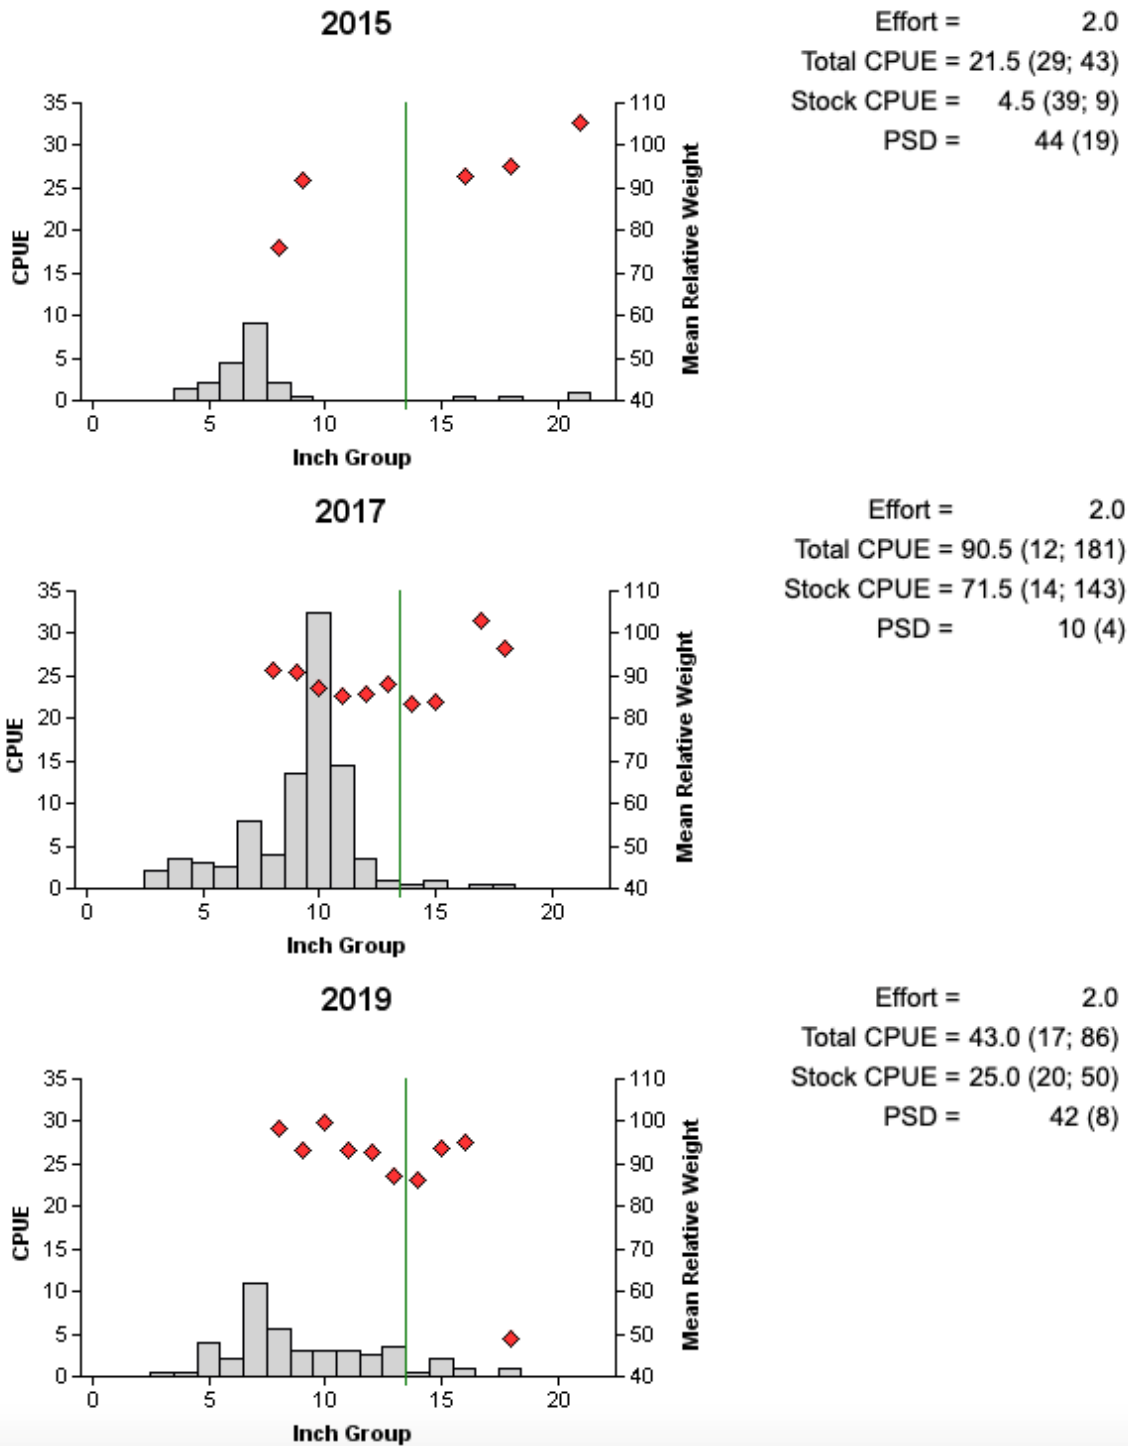 2015
Effort = 2.0
Total CPUE = 21.5 (29; 43)
Stock CPUE = 4.5 (39; 9)
PSD = 44 (19)
35 110
30 100
25 90
20 80
15 70
10 60
5 50
0 40
CPUE
Mean Relative Weight
0 5 10 15 20
Inch Group
2017
Effort = 2.0
Total CPUE = 90.5 (12; 181)
Stock CPUE = 71.5 (14; 143)
PSD = 10 (4)
35 110
30 100
25 90
20 80
15 70
10 60
5 50
0 40
CPUE
Mean Relative Weight
0 5 10 15 20
Inch Group
2019
Effort = 2.0
Total CPUE = 43.0 (17; 86)
Stock CPUE = 25.0 (20; 50)
PSD = 42 (8)
35 110
30 100
25 90
20 80
15 70
10 60
5 50
0 40
CPUE
Mean Relative Weight
0 5 10 15 20
Inch Group